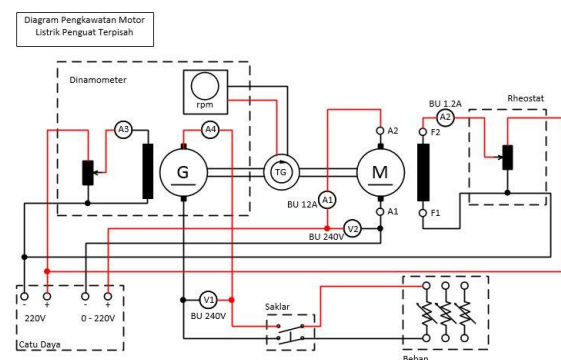 Diagram Pengkawatan Motor
Listrik Penguat Terpisah
Dinamometer
rpm
A3
A4
G
TG
M
A2
A1
BU 12A
A1
V2
BU 240V
F2
F1
BU 1.2A
A2
Rheostat
- + - +
220V 0 - 220V
Catu Daya
V1
BU 240V
Saklar
Beban